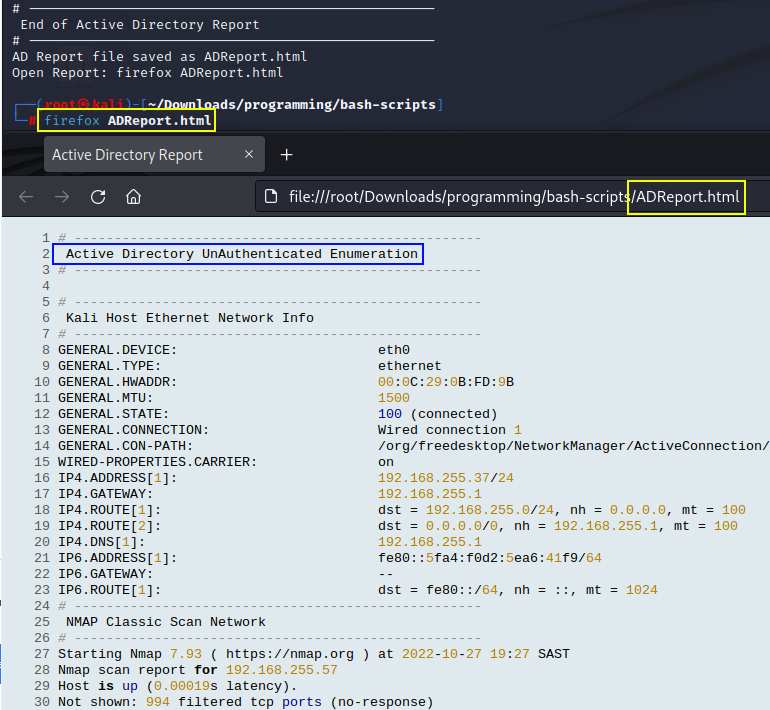 # ──────────────────────────────
End of Active Directory Report
# ──────────────────────────────
AD Report file saved as ADReport.html
Open Report: firefox ADReport.html
┌──(root㉿kali)-[~/Downloads/programming/bash-scripts]
└─# firefox ADReport.html
Active Directory Report × +
file:///root/Downloads/programming/bash-scripts/ADReport.html
1 # ---------------------------------------------------
2 Active Directory UnAuthenticated Enumeration
3 # ---------------------------------------------------
4
5 # ---------------------------------------------------
6 Kali Host Ethernet Network Info
7 # ---------------------------------------------------
8 GENERAL.DEVICE: eth0
9 GENERAL.TYPE: ethernet
10 GENERAL.HWADDR: 00:0C:29:0B:FD:9B
11 GENERAL.MTU: 1500
12 GENERAL.STATE: 100 (connected)
13 GENERAL.CONNECTION: Wired connection 1
14 GENERAL.CON-PATH: /org/freedesktop/NetworkManager/ActiveConnection/
15 WIRED-PROPERTIES.CARRIER: on
16 IP4.ADDRESS[1]: 192.168.255.37/24
17 IP4.GATEWAY: 192.168.255.1
18 IP4.ROUTE[1]: dst = 192.168.255.0/24, nh = 0.0.0.0, mt = 100
19 IP4.ROUTE[2]: dst = 0.0.0.0/0, nh = 192.168.255.1, mt = 100
20 IP4.DNS[1]: 192.168.255.1
21 IP6.ADDRESS[1]: fe80::5fa4:f0d2:5ea6:41f9/64
22 IP6.GATEWAY: --
23 IP6.ROUTE[1]: dst = fe80::/64, nh = ::, mt = 1024
24 # ---------------------------------------------------
25 NMAP Classic Scan Network
26 # ---------------------------------------------------
27 Starting Nmap 7.93 ( https://nmap.org ) at 2022-10-27 19:27 SAST
28 Nmap scan report for 192.168.255.57
29 Host is up (0.00019s latency).
30 Not shown: 994 filtered tcp ports (no-response)